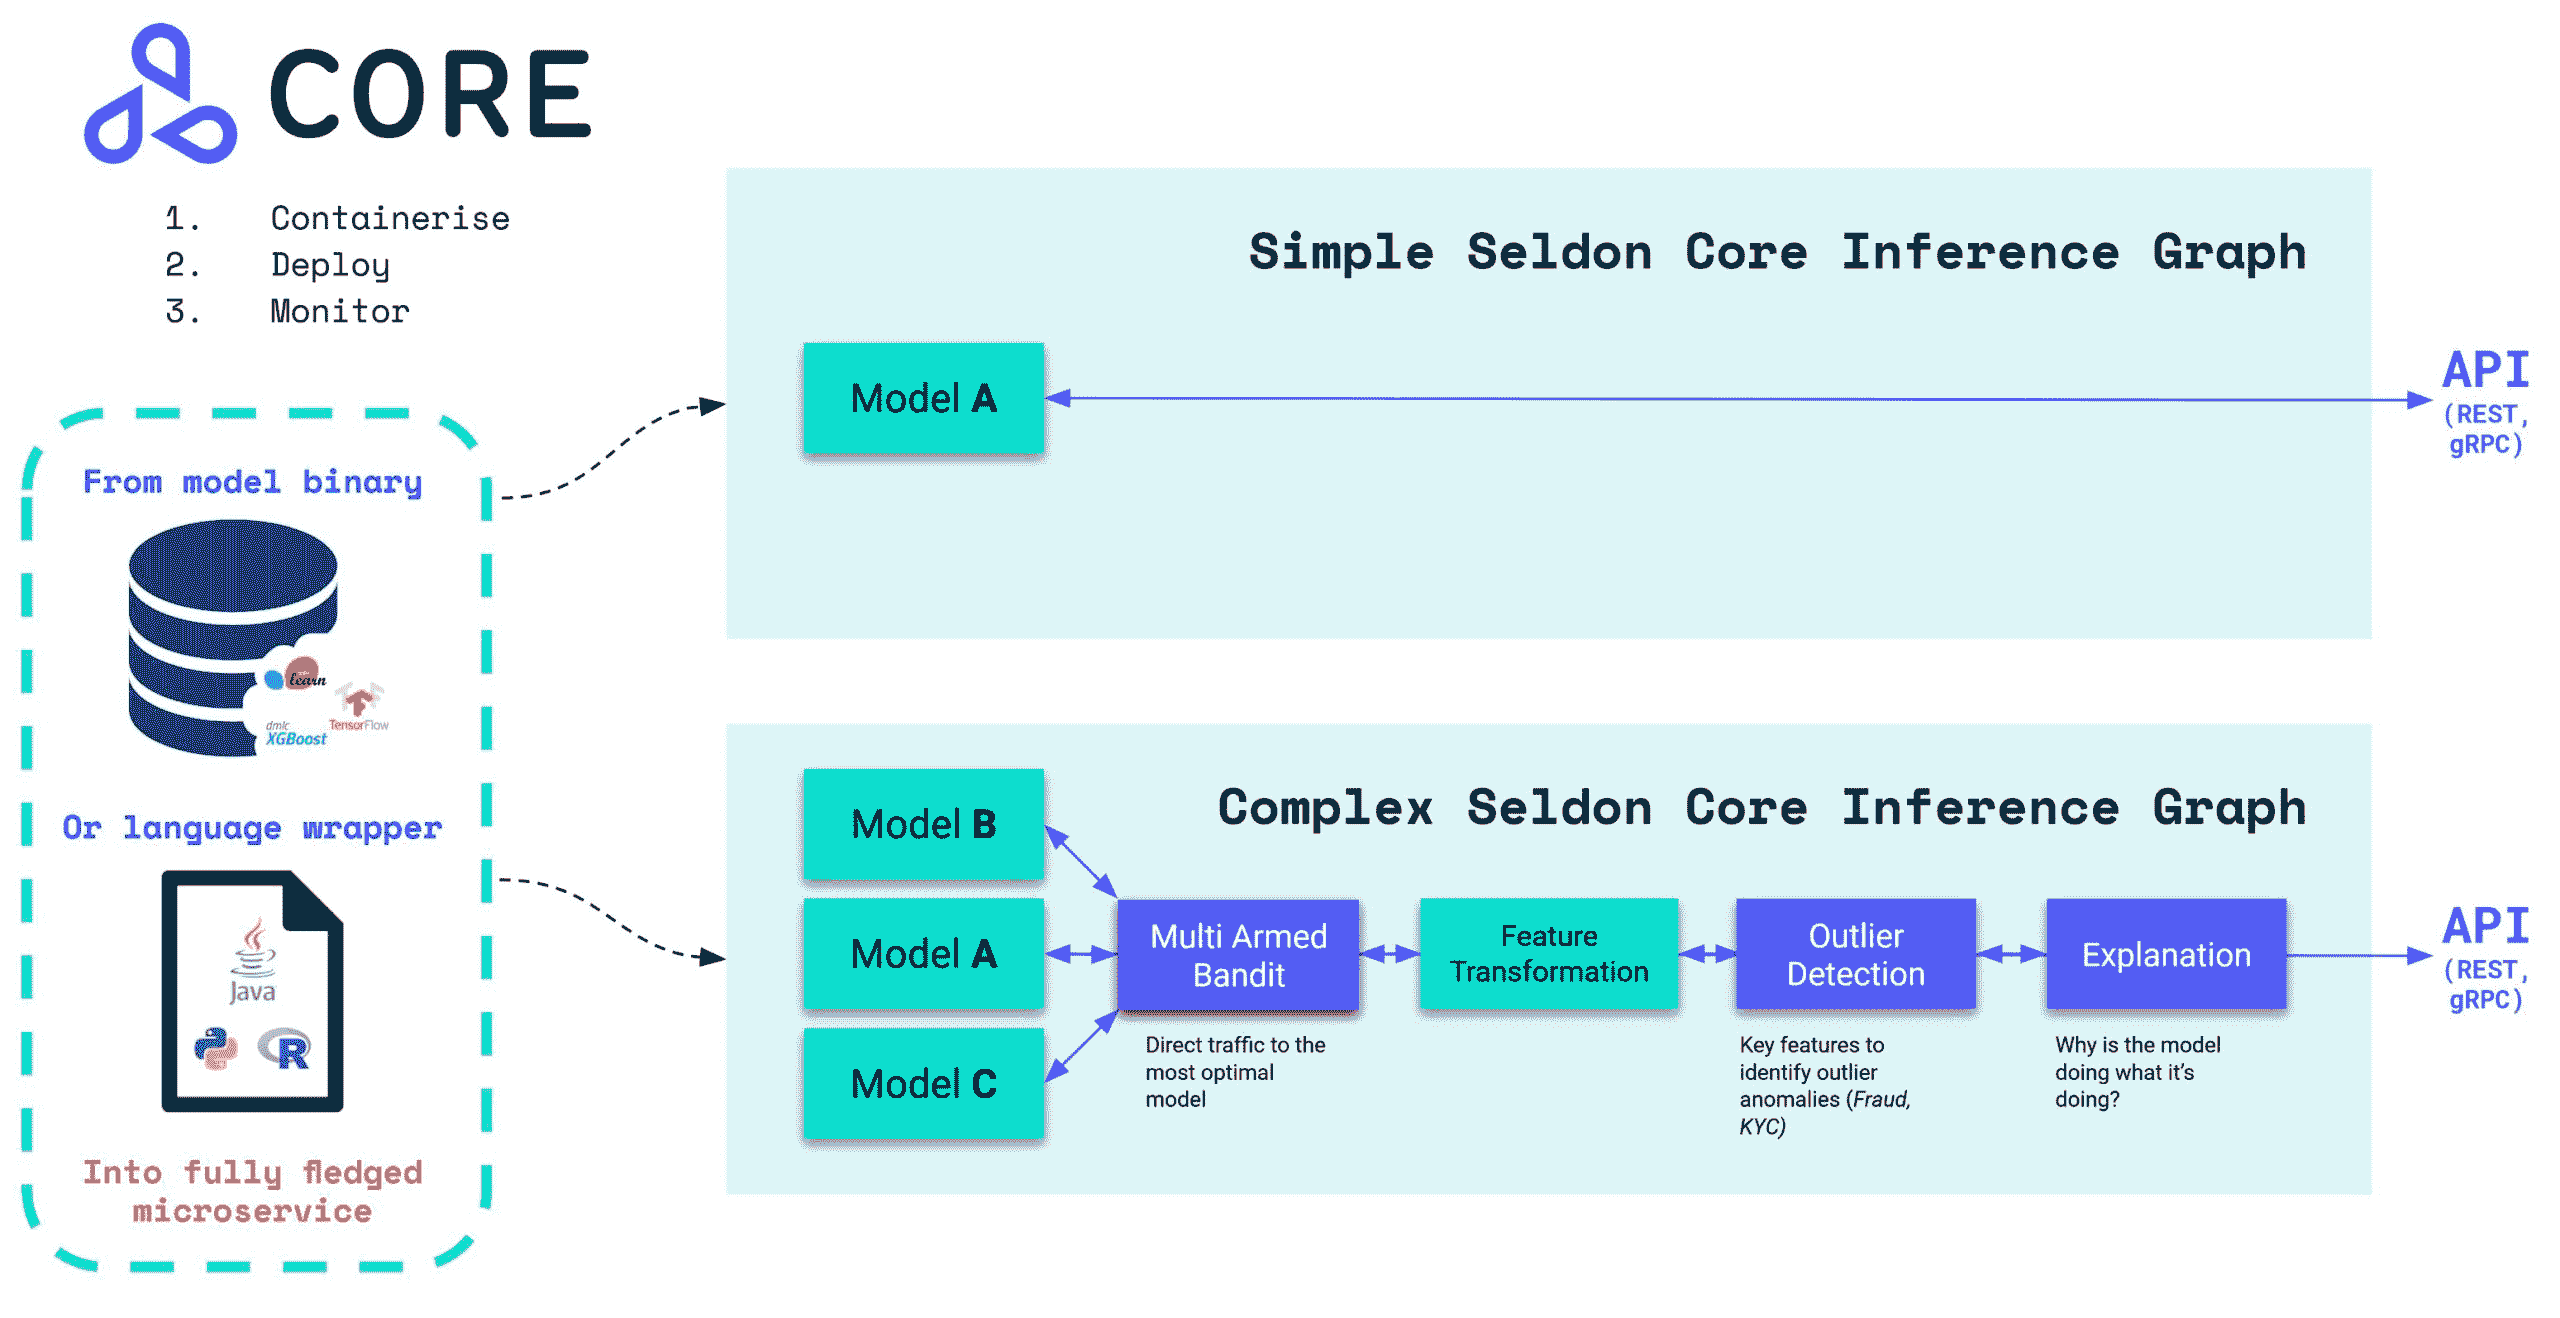 CORE
1. Containerise
2. Deploy
3. Monitor
From model binary
learn
TensorFlow
dmlc
XGBoost
Or language wrapper
Java
R
Into fully fledged
microservice
Simple Seldon Core Inference Graph
Model A
API
(REST,
gRPC)
Complex Seldon Core Inference Graph
Model B
Model A
Model C
Multi Armed
Bandit
Direct traffic to the
most optimal
model
Feature
Transformation
Outlier
Detection
Key features to
identify outlier
anomalies (Fraud,
KYC)
Explanation
Why is the model
doing what it’s
doing?
API
(REST,
gRPC)